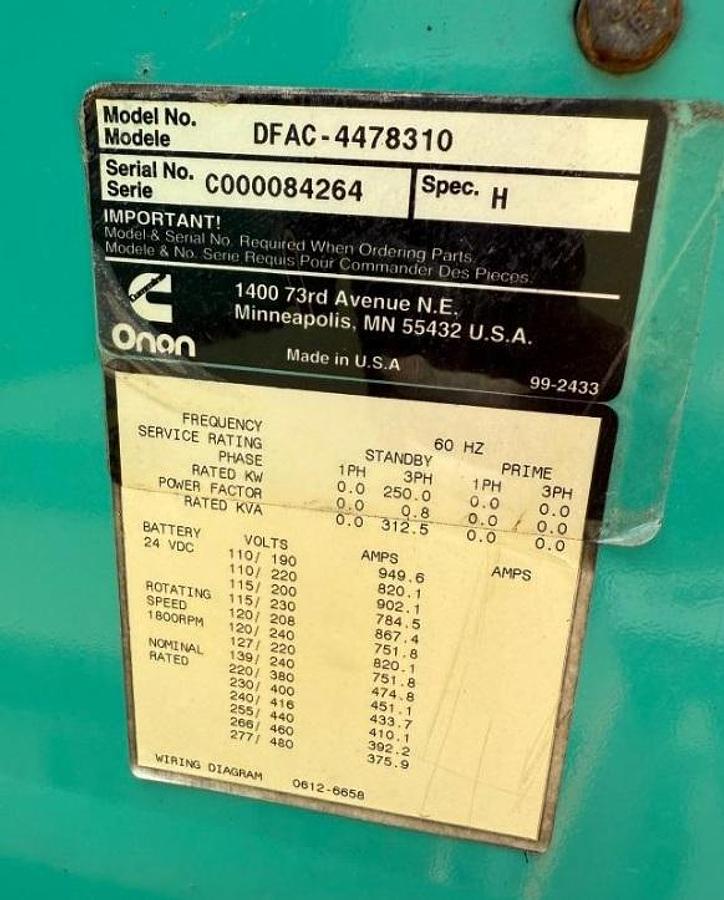 Model No. DFAC-4478310
Modele
Serial No. C000084264 Spec. H
Serie
IMPORTANT!
Model & Serial No. Required When Ordering Parts.
Modele & No. Serie Requis Pour Commander Des Pieces.
Cummins
Onan
1400 73rd Avenue N.E.
Minneapolis, MN 55432 U.S.A.
Made in U.S.A
99-2433
FREQUENCY 60 HZ
SERVICE RATING STANDBY PRIME
PHASE 1PH 3PH 1PH 3PH
RATED KW 0.0 250.0 0.0 0.0
POWER FACTOR 0.0 0.8 0.0 0.0
RATED KVA 0.0 312.5 0.0 0.0
BATTERY VOLTS AMPS AMPS
24 VDC 110/ 190 949.6
110/ 220 820.1
115/ 200 902.1
ROTATING 115/ 230 784.5
SPEED 120/ 208 867.4
1800RPM 120/ 240 751.8
127/ 220 820.1
NOMINAL 139/ 240 751.8
RATED 220/ 380 474.8
230/ 400 451.1
240/ 416 433.7
255/ 440 410.1
266/ 460 392.2
277/ 480 375.9
WIRING DIAGRAM 0612-6658